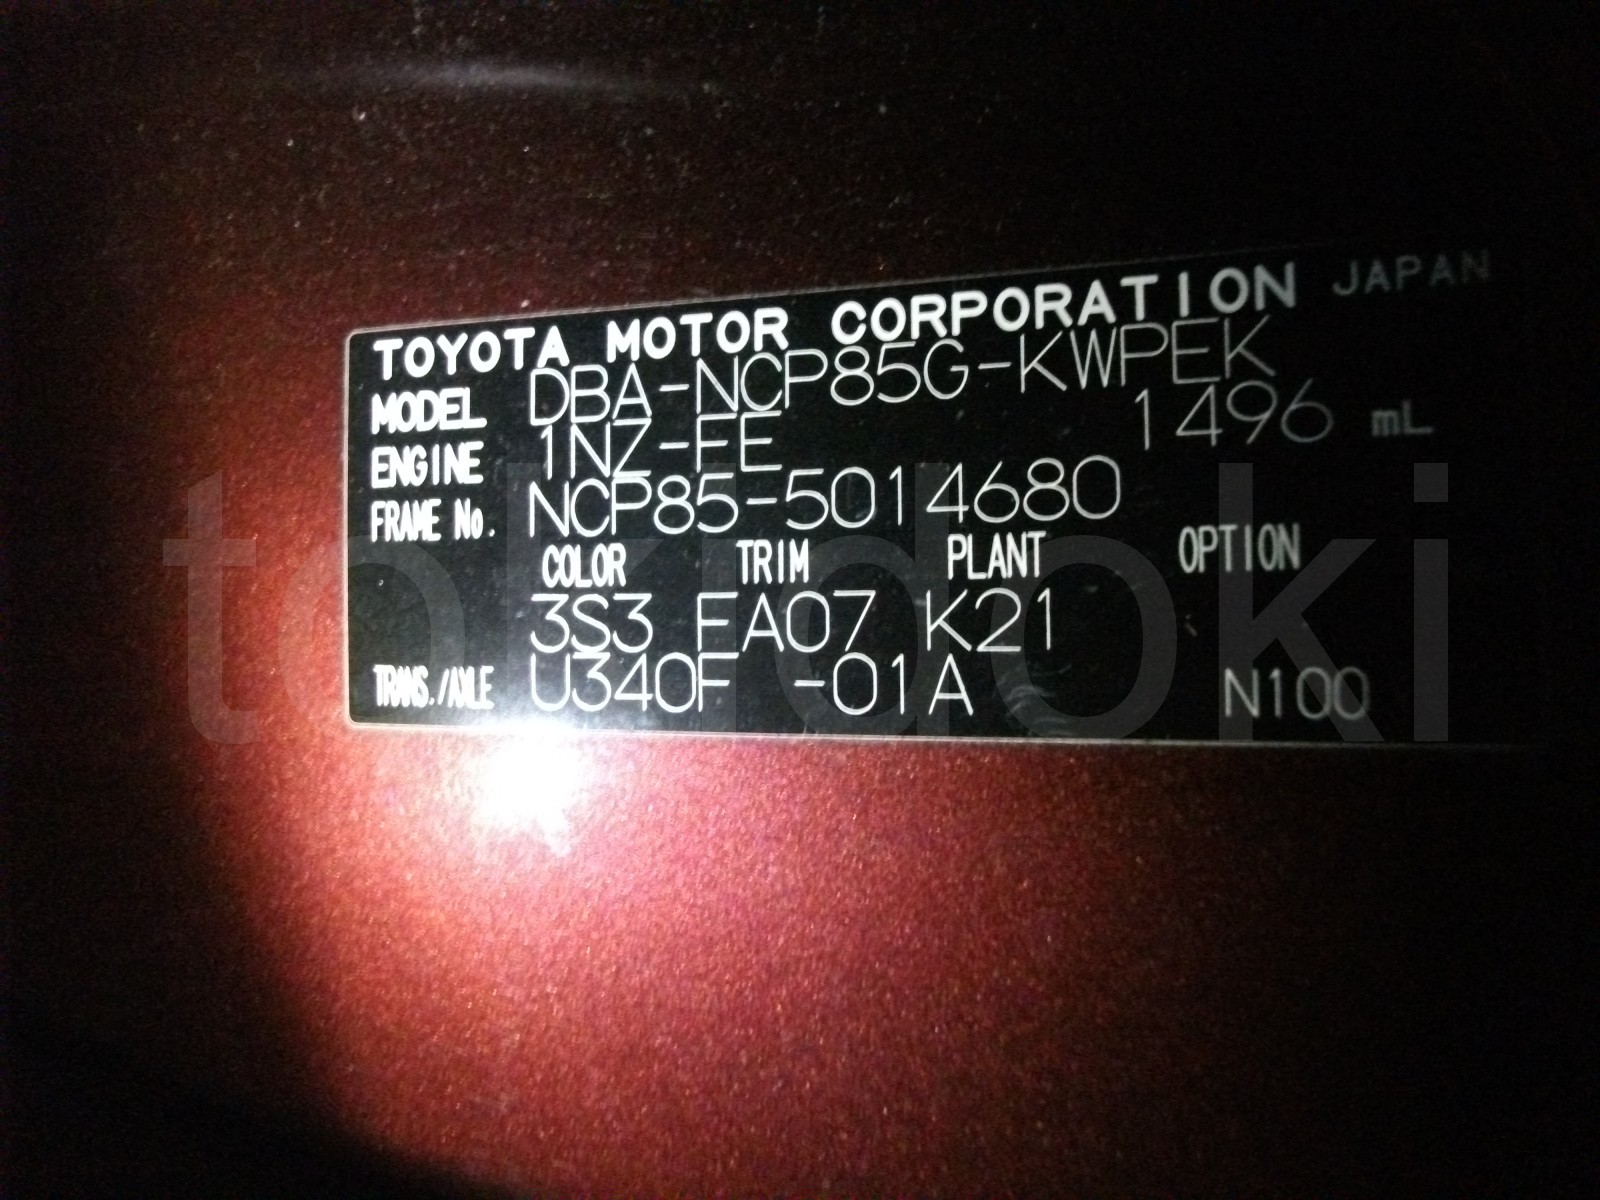 TOYOTA MOTOR CORPORATION JAPAN
MODEL DBA-NCP85G-KWPEK
ENGINE 1NZ-FE 1496 mL
FRAME No. NCP85-5014680
COLOR TRIM PLANT OPTION
3S3 FA07 K21
TRANS./AXLE U340F -01A N100
tokidoki